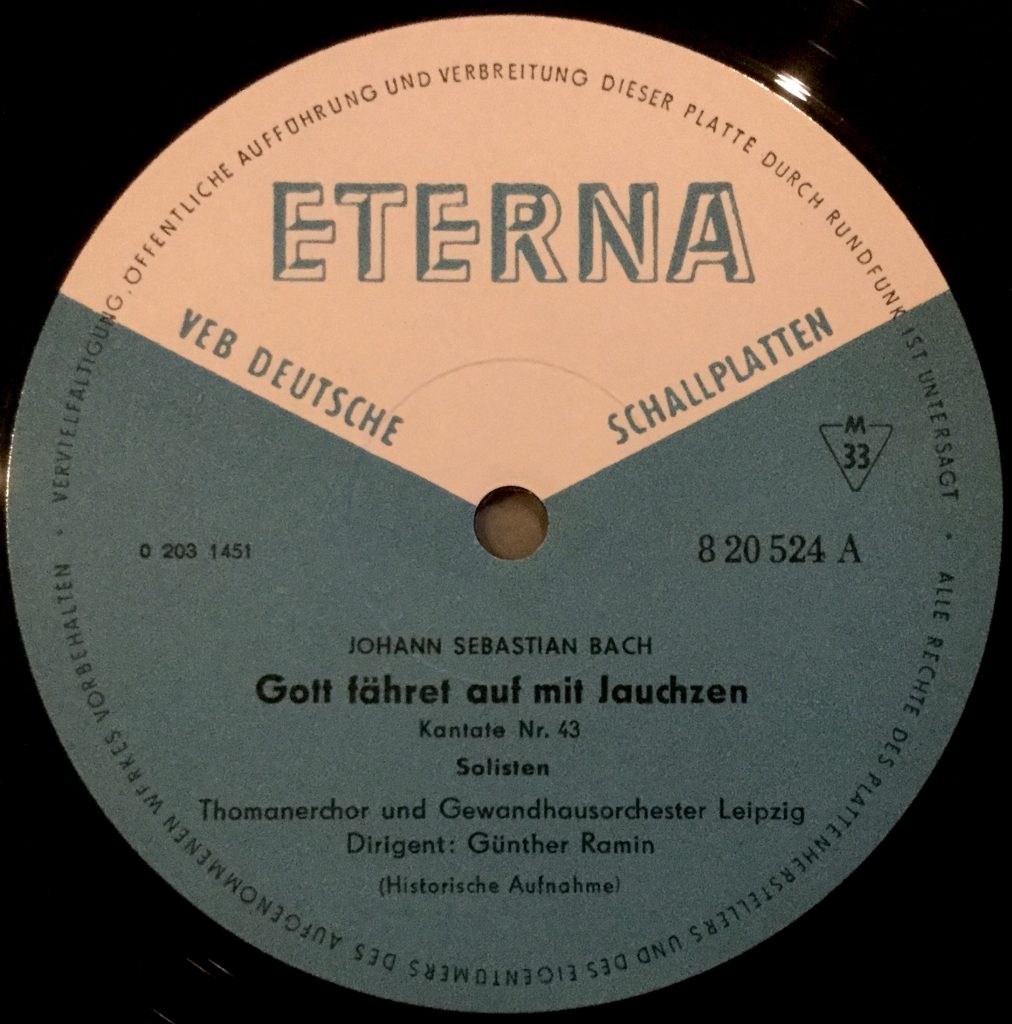 ALLE RECHTE DES PLATTENHERSTELLERS UND DES EIGENTÜMERS DES AUFGENOMMENEN WERKES VORBEHALTEN · VERVIELFÄLTIGUNG, ÖFFENTLICHE AUFFÜHRUNG UND VERBREITUNG DIESER PLATTE DURCH RUNDFUNK IST UNTERSAGT ·
ETERNA
VEB DEUTSCHE SCHALLPLATTEN
M
33
0 203 1451
8 20 524 A
JOHANN SEBASTIAN BACH
Gott fähret auf mit Jauchzen
Kantate Nr. 43
Solisten
Thomanerchor und Gewandhausorchester Leipzig
Dirigent: Günther Ramin
(Historische Aufnahme)